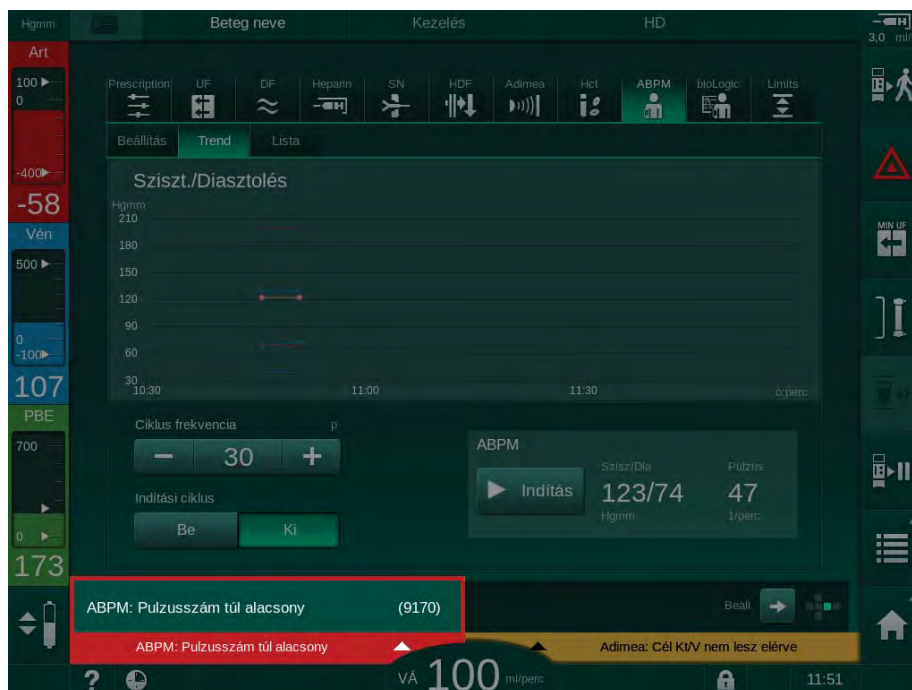 Hgmm Beteg neve Kezelés HD
3,0 ml/
Art
100
0
-400
-58
Vén
500
0
-100
107
PBE
700
0
173
Prescription UF DF Heparin SN HDF Adimea Hct ABPM bioLogic Limits
Beállítás Trend Lista
Sziszt./Diasztolés
Hgmm
210
180
150
120
90
60
30
10:30 11:00 11:30 ó:perc
Ciklus frekvencia p
30
Indítási ciklus
Be Ki
ABPM
Indítás
Szisz/Dia Pulzus
123/74 47
Hgmm 1/perc
MIN UF
ABPM: Pulzusszám túl alacsony (9170)
Beáll
ABPM: Pulzusszám túl alacsony
Adimea: Cél Kt/V nem lesz elérve
? VÁ 100 ml/perc 11:51